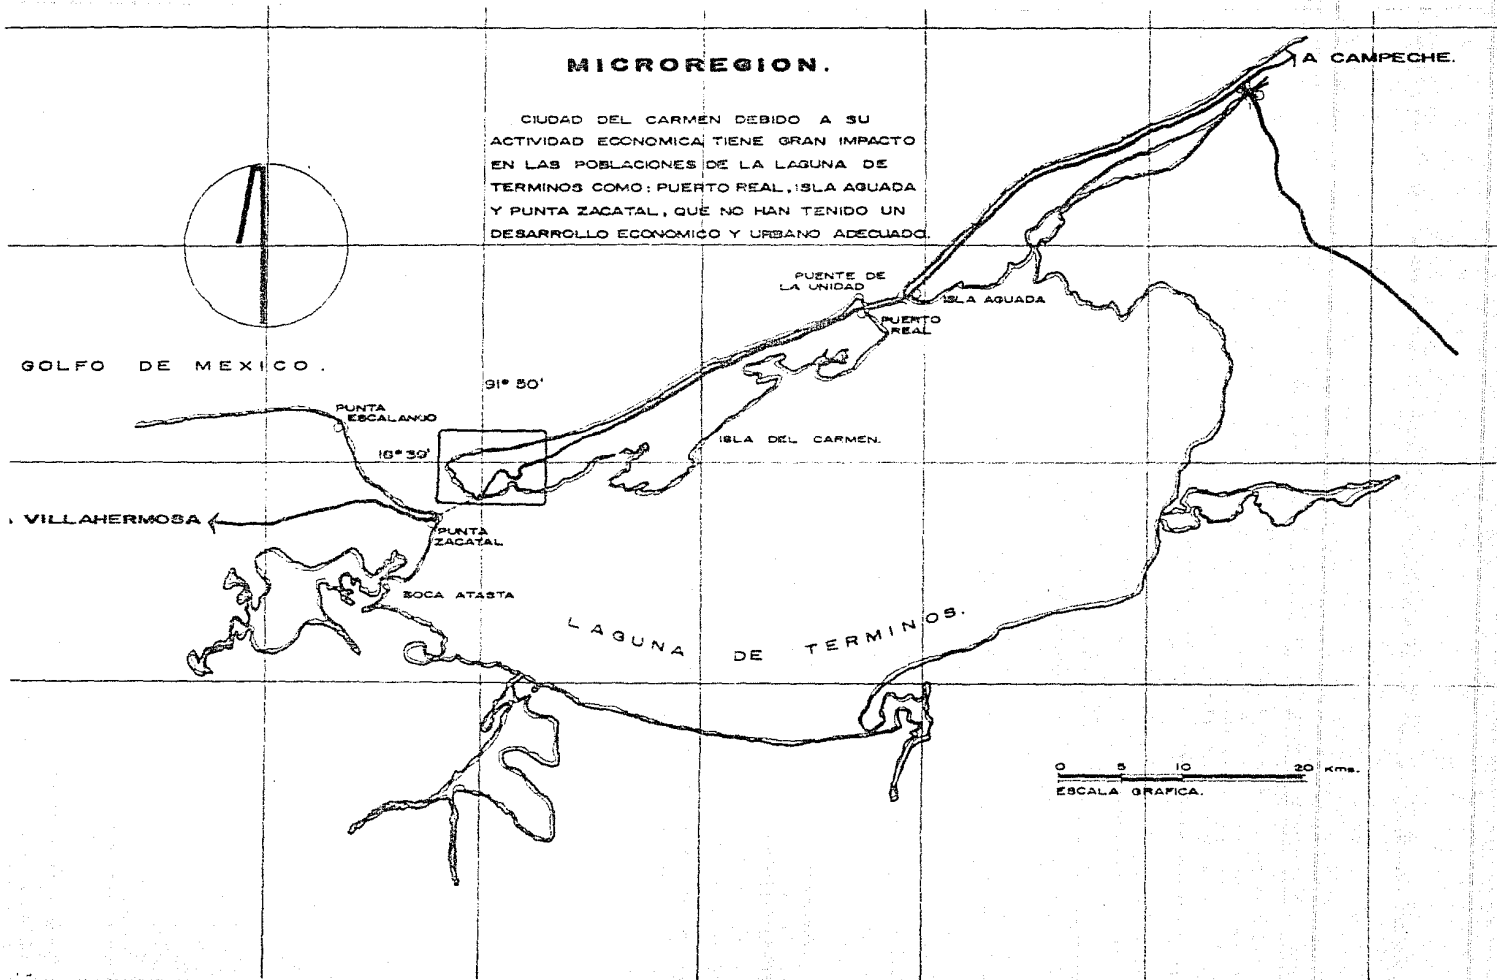 MICROREGION.
A CAMPECHE.
CIUDAD DEL CARMEN DEBIDO A SU
ACTIVIDAD ECONOMICA TIENE GRAN IMPACTO
EN LAS POBLACIONES DE LA LAGUNA DE
TERMINOS COMO: PUERTO REAL, ISLA AGUADA
Y PUNTA ZACATAL, QUE NO HAN TENIDO UN
DESARROLLO ECONOMICO Y URBANO ADECUADO.
PUENTE DE
LA UNIDAD
ISLA AGUADA
PUERTO
REAL
GOLFO DE MEXICO.
91° 50'
PUNTA
ESCALANGO
ISLA DEL CARMEN.
18° 39'
VILLAHERMOSA
PUNTA
ZACATAL
BOCA ATASTA
LAGUNA DE TERMINOS.
0 5 10 20 Kms.
ESCALA GRAFICA.